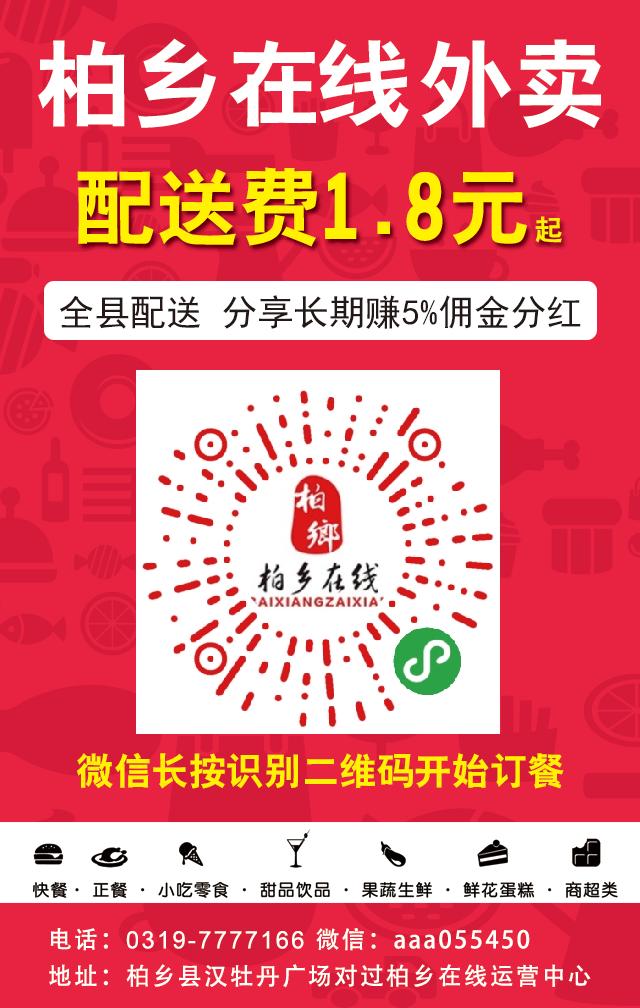 柏乡在线外卖
配送费1.8元起
全县配送 分享长期赚5%佣金分红
柏
鄉
柏乡在线
AIXIANGZAIXIA
微信长按识别二维码开始订餐
快餐 · 正餐 · 小吃零食 · 甜品饮品 · 果蔬生鲜 · 鲜花蛋糕 · 商超类
电话：0319-7777166 微信：aaa055450
地址：柏乡县汉牡丹广场对过柏乡在线运营中心